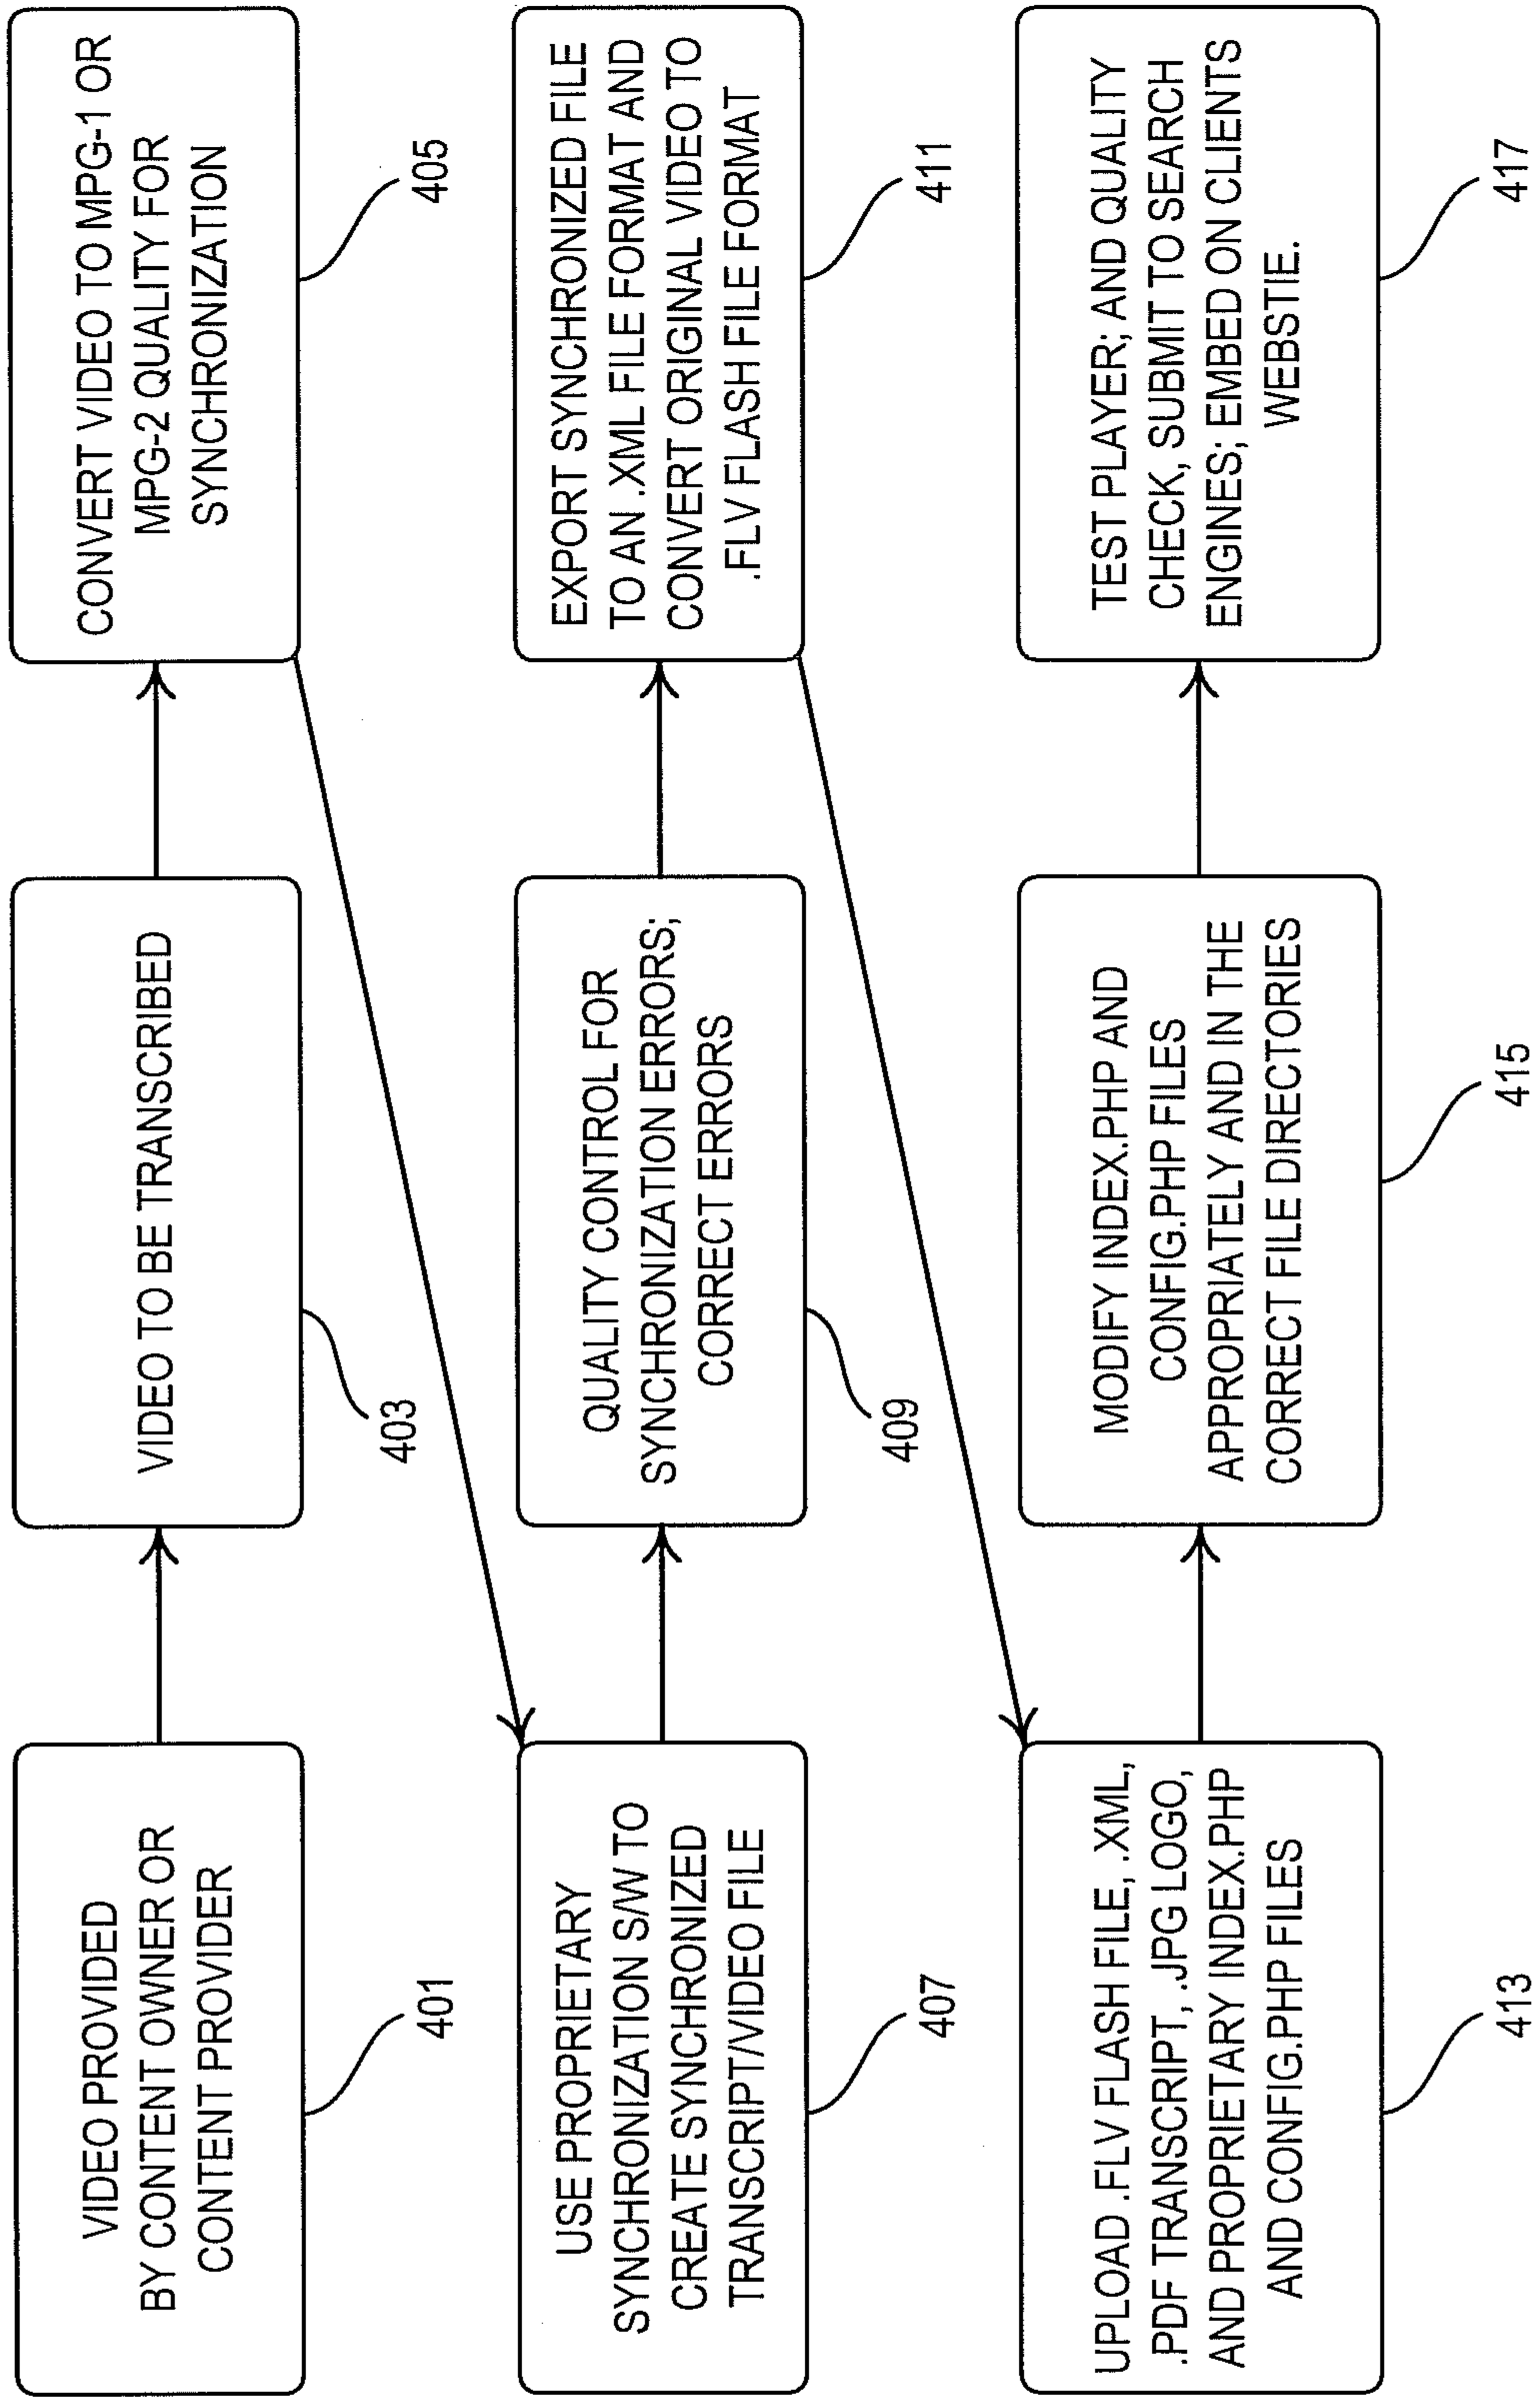 VIDEO PROVIDED
BY CONTENT OWNER OR
CONTENT PROVIDER
401
VIDEO TO BE TRANSCRIBED
403
CONVERT VIDEO TO MPG-1 OR
MPG-2 QUALITY FOR
SYNCHRONIZATION
405
USE PROPRIETARY
SYNCHRONIZATION S/W TO
CREATE SYNCHRONIZED
TRANSCRIPT/VIDEO FILE
407
QUALITY CONTROL FOR
SYNCHRONIZATION ERRORS;
CORRECT ERRORS
409
EXPORT SYNCHRONIZED FILE
TO AN .XML FILE FORMAT AND
CONVERT ORIGINAL VIDEO TO
.FLV FLASH FILE FORMAT
411
UPLOAD .FLV FLASH FILE, .XML,
.PDF TRANSCRIPT, .JPG LOGO,
AND PROPRIETARY INDEX.PHP
AND CONFIG.PHP FILES
413
MODIFY INDEX.PHP AND
CONFIG.PHP FILES
APPROPRIATELY AND IN THE
CORRECT FILE DIRECTORIES
415
TEST PLAYER; AND QUALITY
CHECK, SUBMIT TO SEARCH
ENGINES; EMBED ON CLIENTS
WEBSTIE.
417